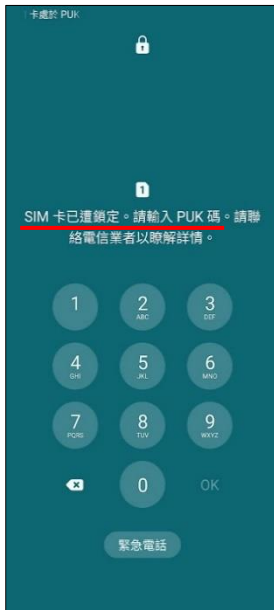 卡處於 PUK
1
SIM 卡已遭鎖定。請輸入 PUK 碼。請聯
絡電信業者以瞭解詳情。
1
2
ABC
3
DEF
4
GHI
5
JKL
6
MNO
7
PQRS
8
TUV
9
WXYZ
0
OK
緊急電話